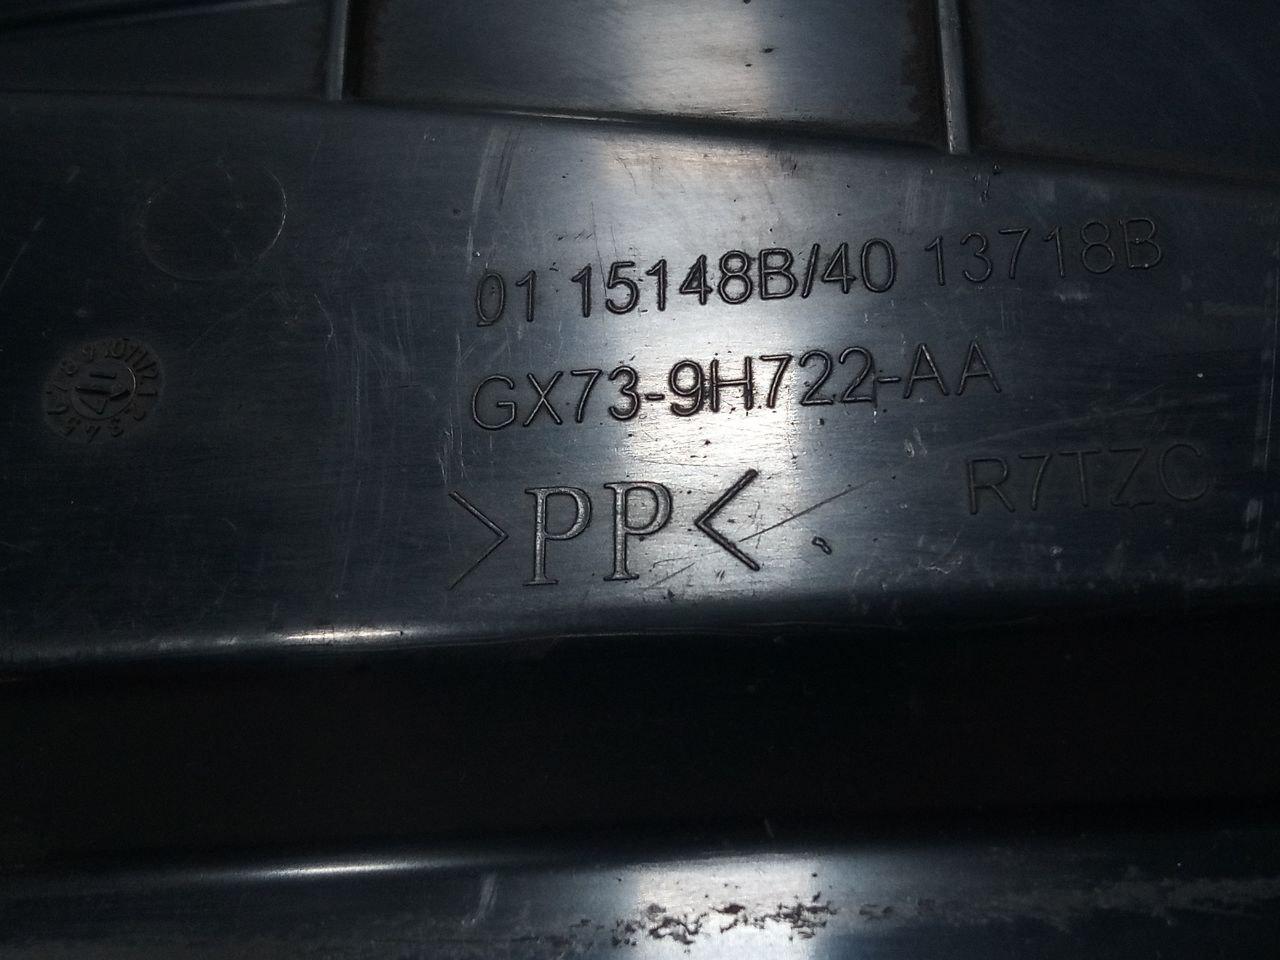 01 15148B/40 13718B
GX73-9H722-AA
R7TZC
>PP<